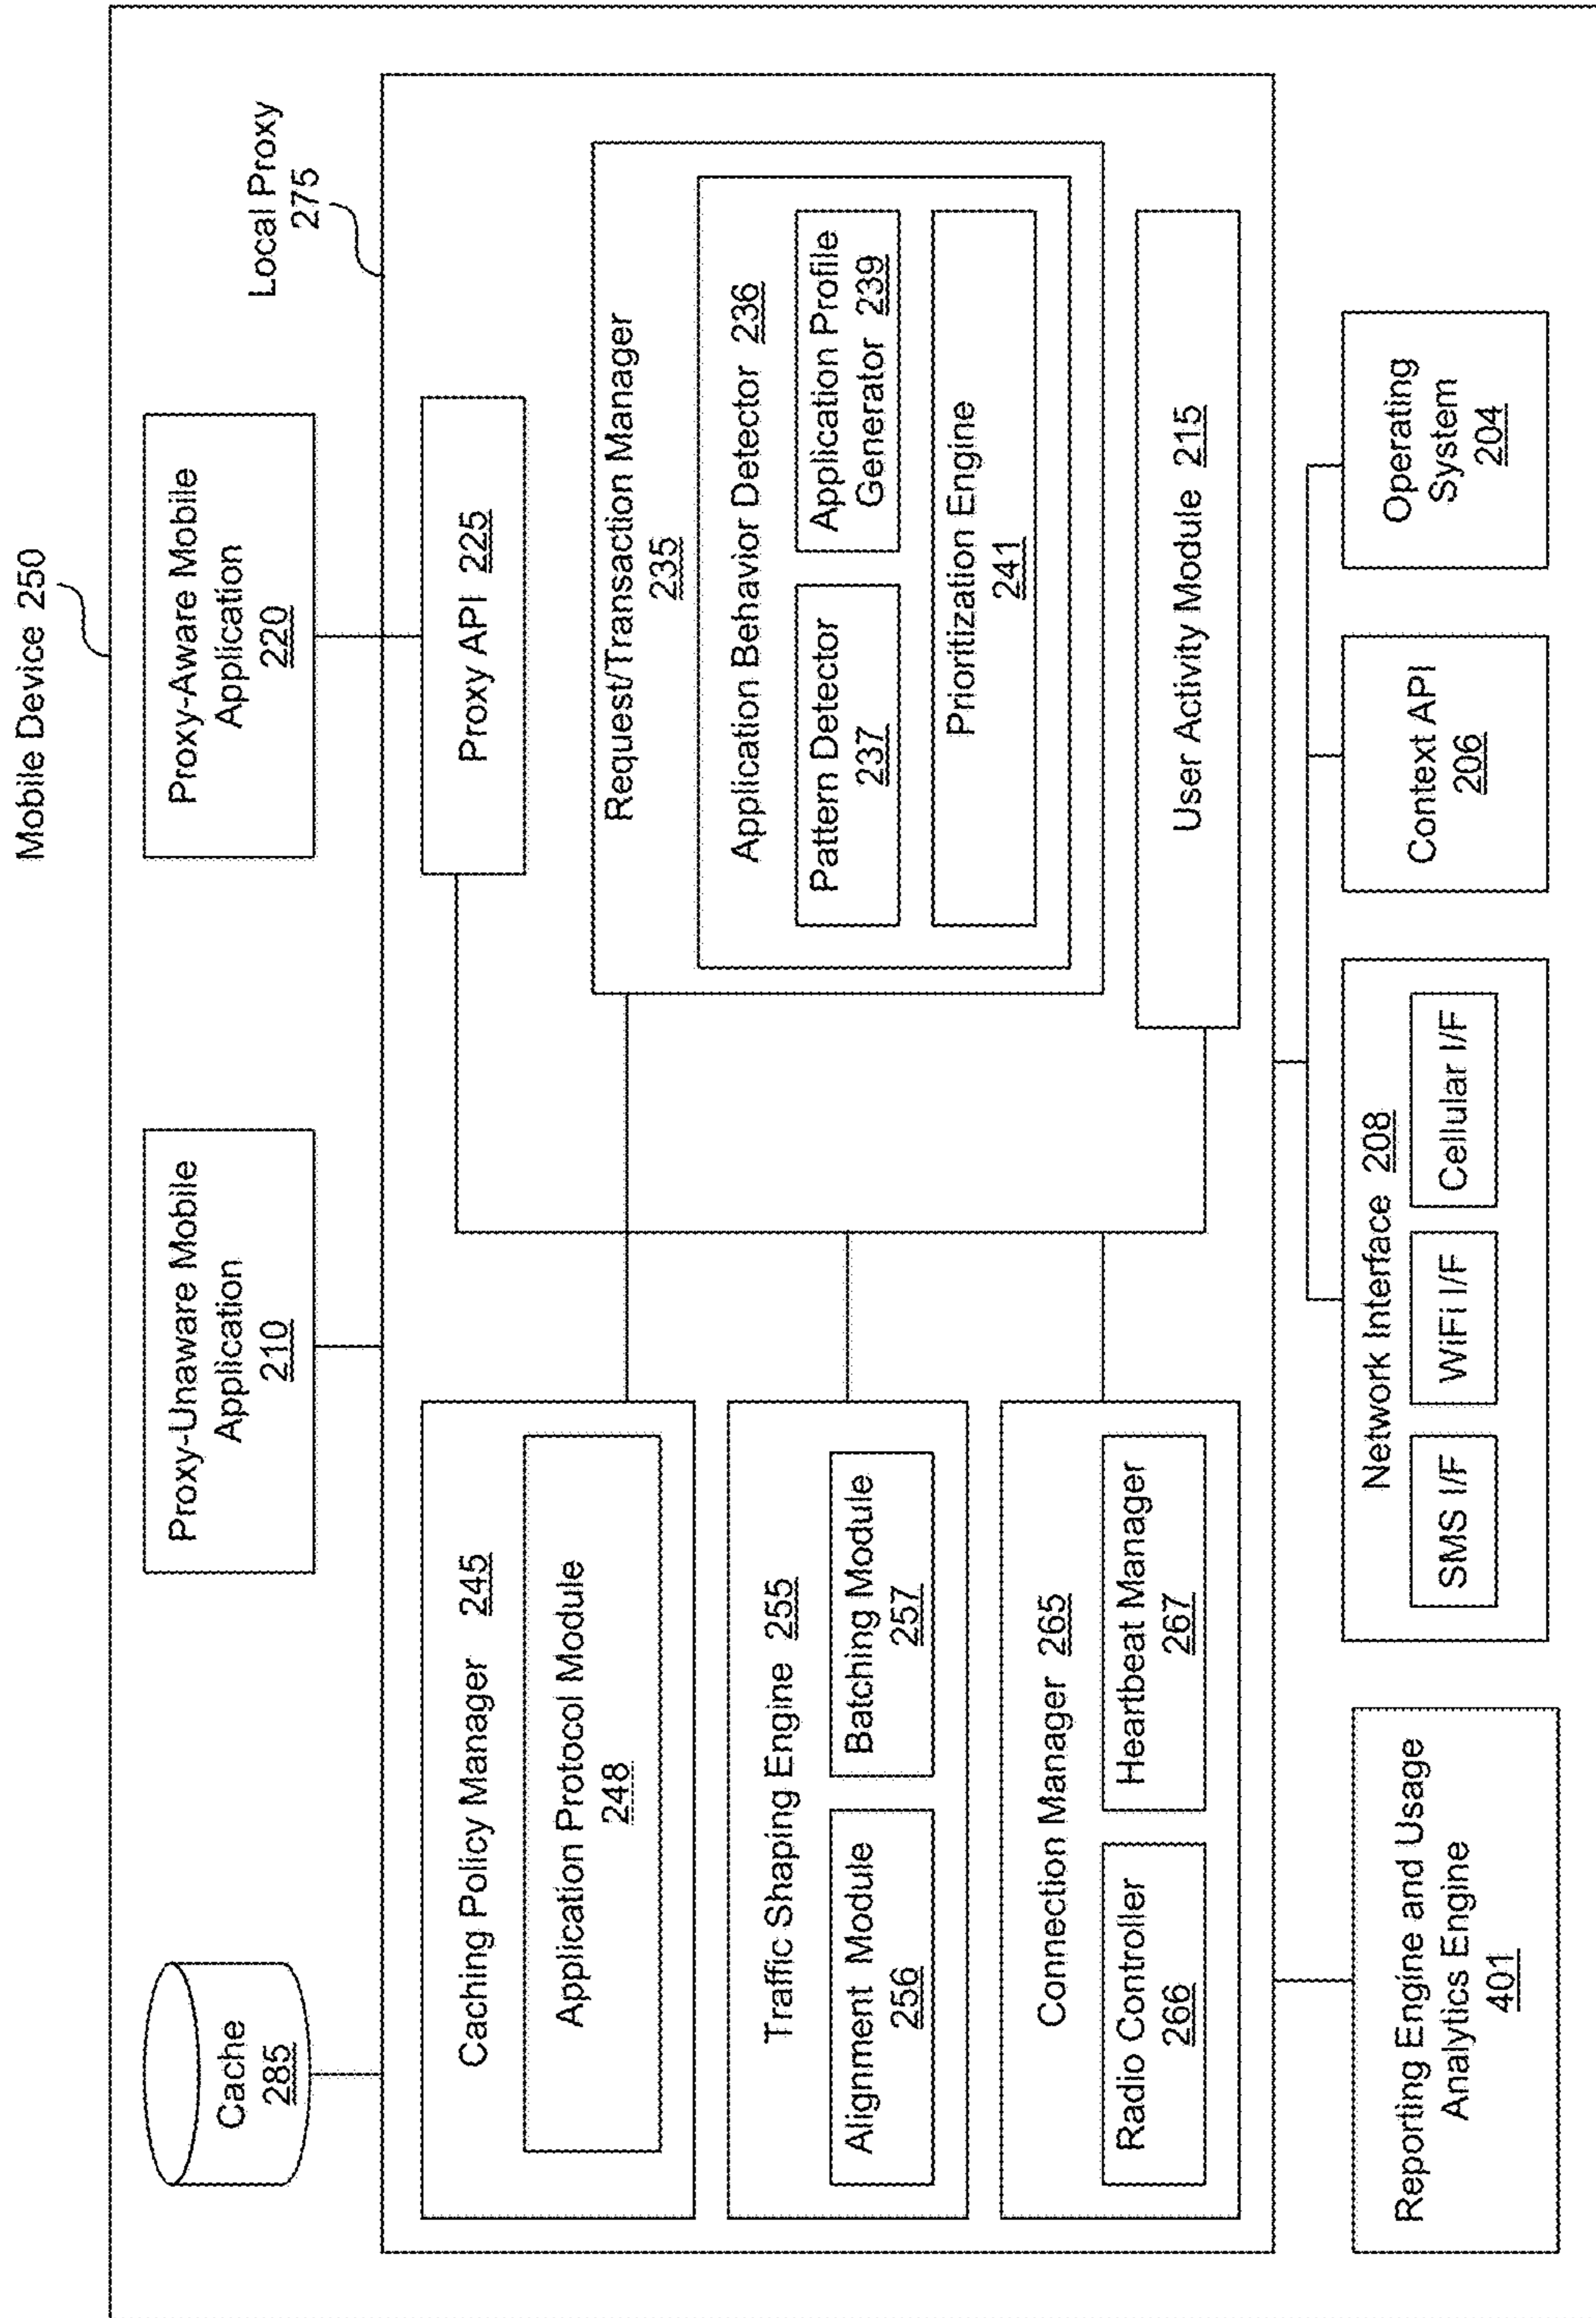 Mobile Device 250
Cache
285
Proxy-Unaware Mobile
Application
210
Proxy-Aware Mobile
Application
220
Local Proxy
275
Caching Policy Manager 245
Application Protocol Module
248
Traffic Shaping Engine 255
Alignment Module
256
Batching Module
257
Connection Manager 265
Radio Controller
266
Heartbeat Manager
267
Proxy API 225
Request/Transaction Manager
235
Application Behavior Detector 236
Pattern Detector
237
Application Profile
Generator 239
Prioritization Engine
241
User Activity Module 215
Reporting Engine and Usage
Analytics Engine
401
Network Interface 208
SMS I/F
WiFi I/F
Cellular I/F
Context API
206
Operating
System
204